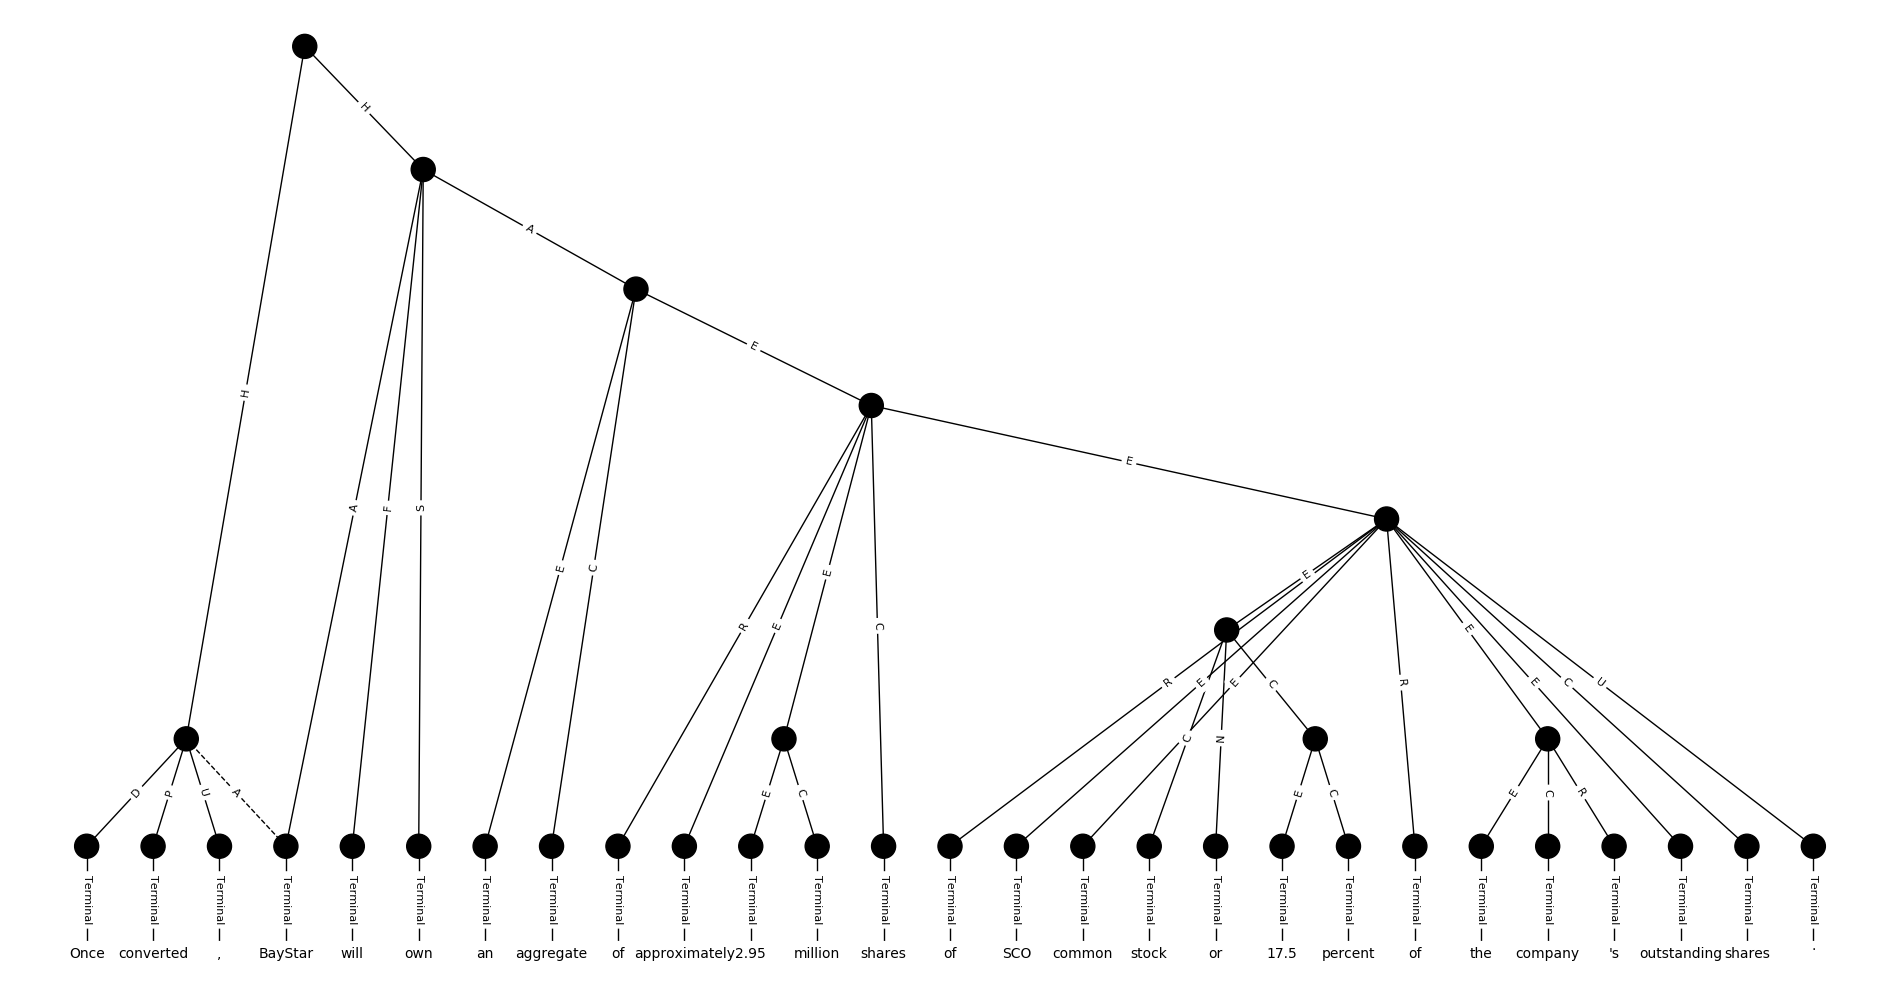 H
A
E
H
E
A F S
E C
E
E
R E C
E
R E E C R E C U
C N
D P U A E C E C E C R
Terminal Terminal Terminal Terminal Terminal Terminal Terminal Terminal Terminal Terminal Terminal Terminal Terminal Terminal Terminal Terminal Terminal Terminal Terminal Terminal Terminal Terminal Terminal Terminal Terminal Terminal Terminal
Once converted , BayStar will own an aggregate of approximately 2.95 million shares of SCO common stock or 17.5 percent of the company 's outstanding shares .